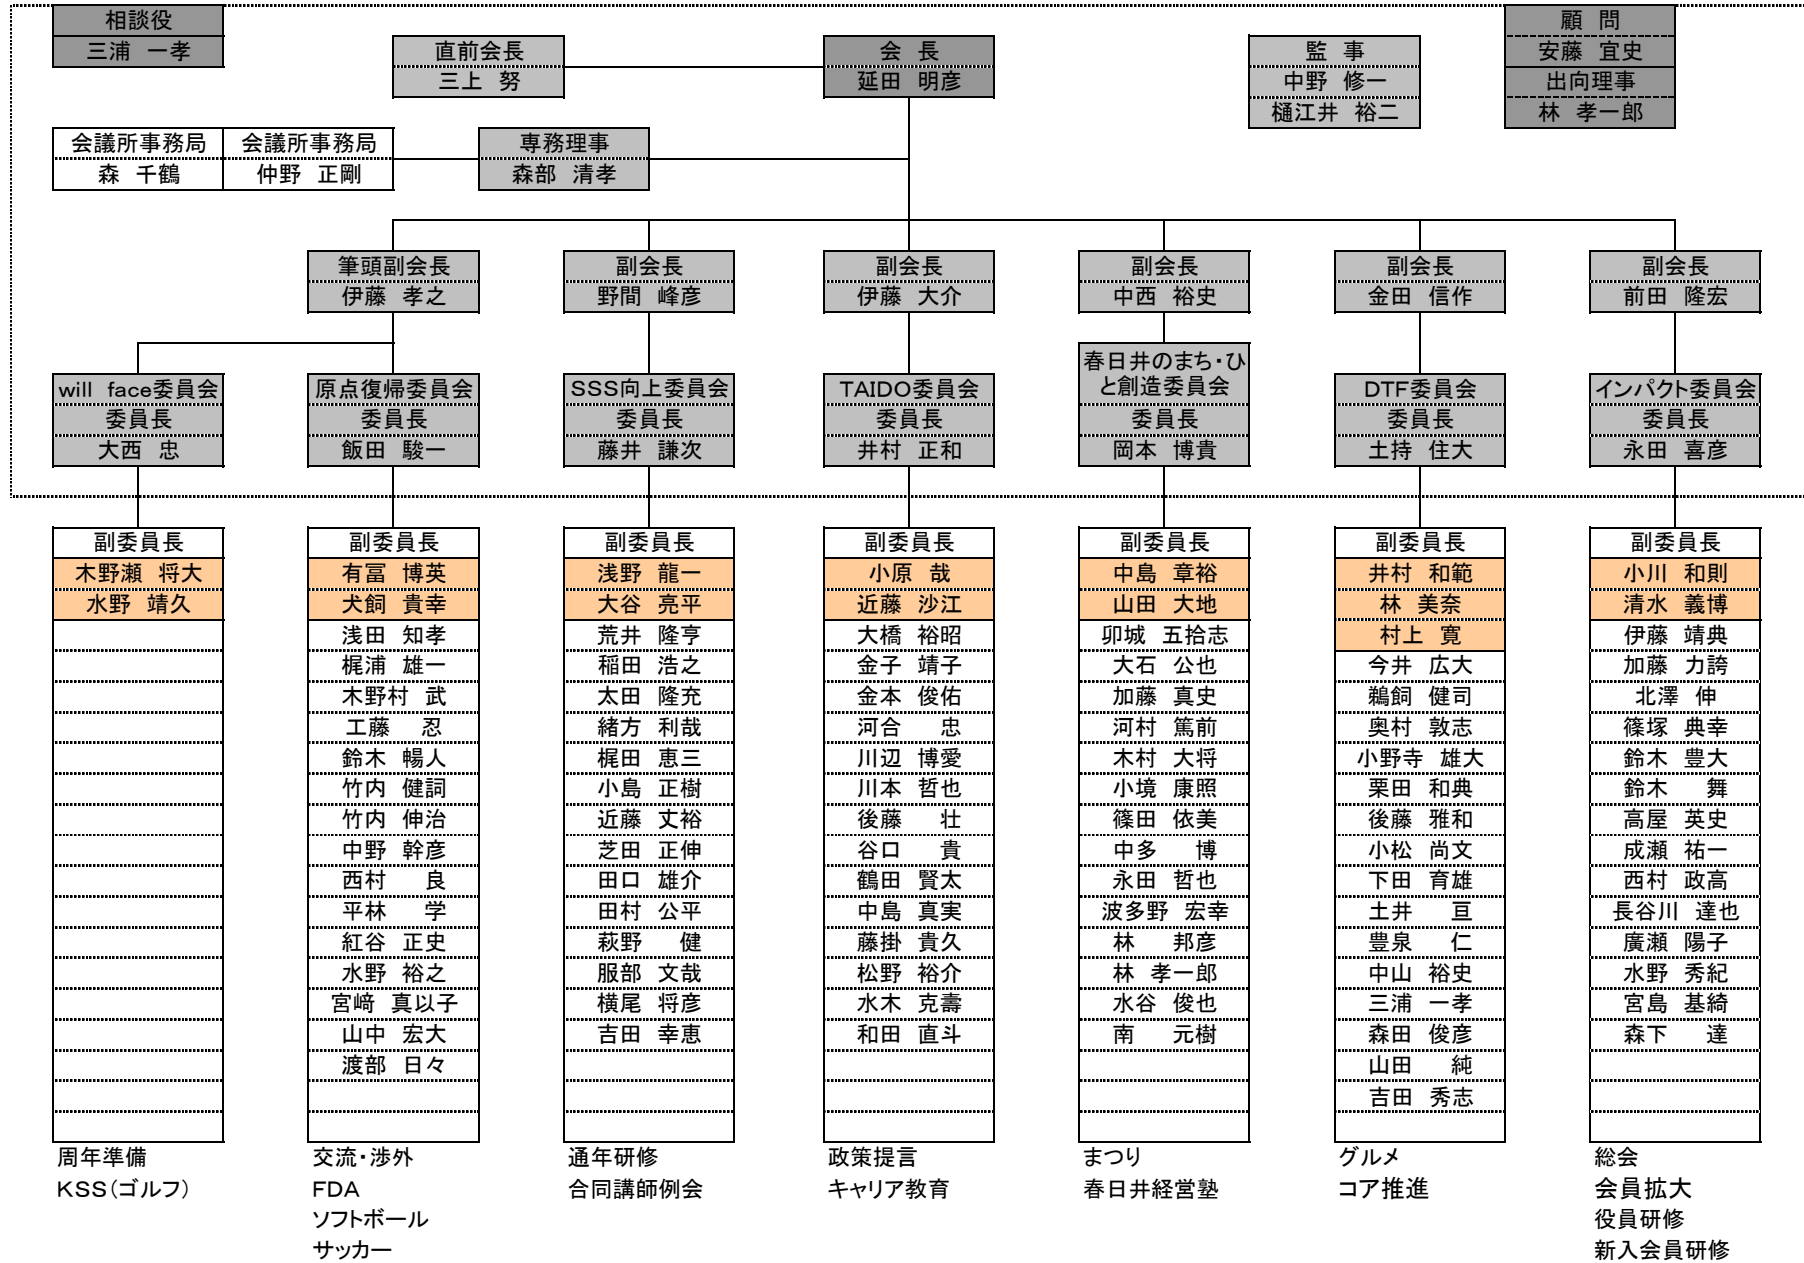 相談役
三浦 一孝
直前会長
三上 努
会 長
延田 明彦
監 事
中野 修一
樋江井 裕二
顧 問
安藤 宜史
出向理事
林 孝一郎
会議所事務局
森 千鶴
会議所事務局
仲野 正剛
専務理事
森部 清孝
筆頭副会長
伊藤 孝之
副会長
野間 峰彦
副会長
伊藤 大介
副会長
中西 裕史
副会長
金田 信作
副会長
前田 隆宏
will face委員会
委員長
大西 忠
原点復帰委員会
委員長
飯田 駿一
SSS向上委員会
委員長
藤井 謙次
TAIDO委員会
委員長
井村 正和
春日井のまち・ひ
と創造委員会
委員長
岡本 博貴
DTF委員会
委員長
土持 住大
インパクト委員会
委員長
永田 喜彦
副委員長
木野瀬 将大
水野 靖久
周年準備
KSS(ゴルフ)
副委員長
有冨 博英
犬飼 貴幸
浅田 知孝
梶浦 雄一
木野村 武
工藤 忍
鈴木 暢人
竹内 健詞
竹内 伸治
中野 幹彦
西村 良
平林 学
紅谷 正史
水野 裕之
宮﨑 真以子
山中 宏大
渡部 日々
交流・渉外
FDA
ソフトボール
サッカー
副委員長
浅野 龍一
大谷 亮平
荒井 隆亨
稲田 浩之
太田 隆充
緒方 利哉
梶田 恵三
小島 正樹
近藤 丈裕
芝田 正伸
田口 雄介
田村 公平
萩野 健
服部 文哉
横尾 将彦
吉田 幸恵
通年研修
合同講師例会
副委員長
小原 哉
近藤 沙江
大橋 裕昭
金子 靖子
金本 俊佑
河合 忠
川辺 博愛
川本 哲也
後藤 壮
谷口 貴
鶴田 賢太
中島 真実
藤掛 貴久
松野 裕介
水木 克壽
和田 直斗
政策提言
キャリア教育
副委員長
中島 章裕
山田 大地
卯城 五拾志
大石 公也
加藤 真史
河村 篤前
木村 大将
小境 康照
篠田 依美
中多 博
永田 哲也
波多野 宏幸
林 邦彦
林 孝一郎
水谷 俊也
南 元樹
まつり
春日井経営塾
副委員長
井村 和範
林 美奈
村上 寛
今井 広大
鵜飼 健司
奥村 敦志
小野寺 雄大
栗田 和典
後藤 雅和
小松 尚文
下田 育雄
土井 亘
豊泉 仁
中山 裕史
三浦 一孝
森田 俊彦
山田 純
吉田 秀志
グルメ
コア推進
副委員長
小川 和則
清水 義博
伊藤 靖典
加藤 力誇
北澤 伸
篠塚 典幸
鈴木 豊大
鈴木 舞
高屋 英史
成瀬 祐一
西村 政高
長谷川 達也
廣瀬 陽子
水野 秀紀
宮島 基綺
森下 達
総会
会員拡大
役員研修
新入会員研修